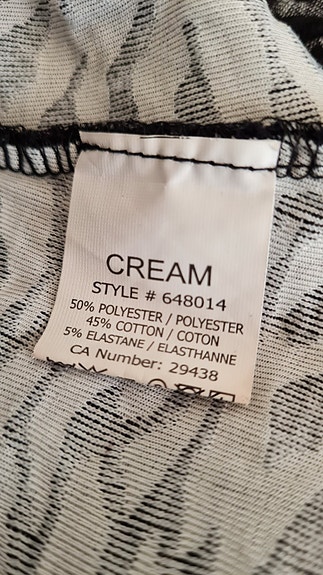 CREAM
STYLE # 648014
50% POLYESTER / POLYESTER
45% COTTON / COTON
5% ELASTANE / ELASTHANNE
CA Number: 29438